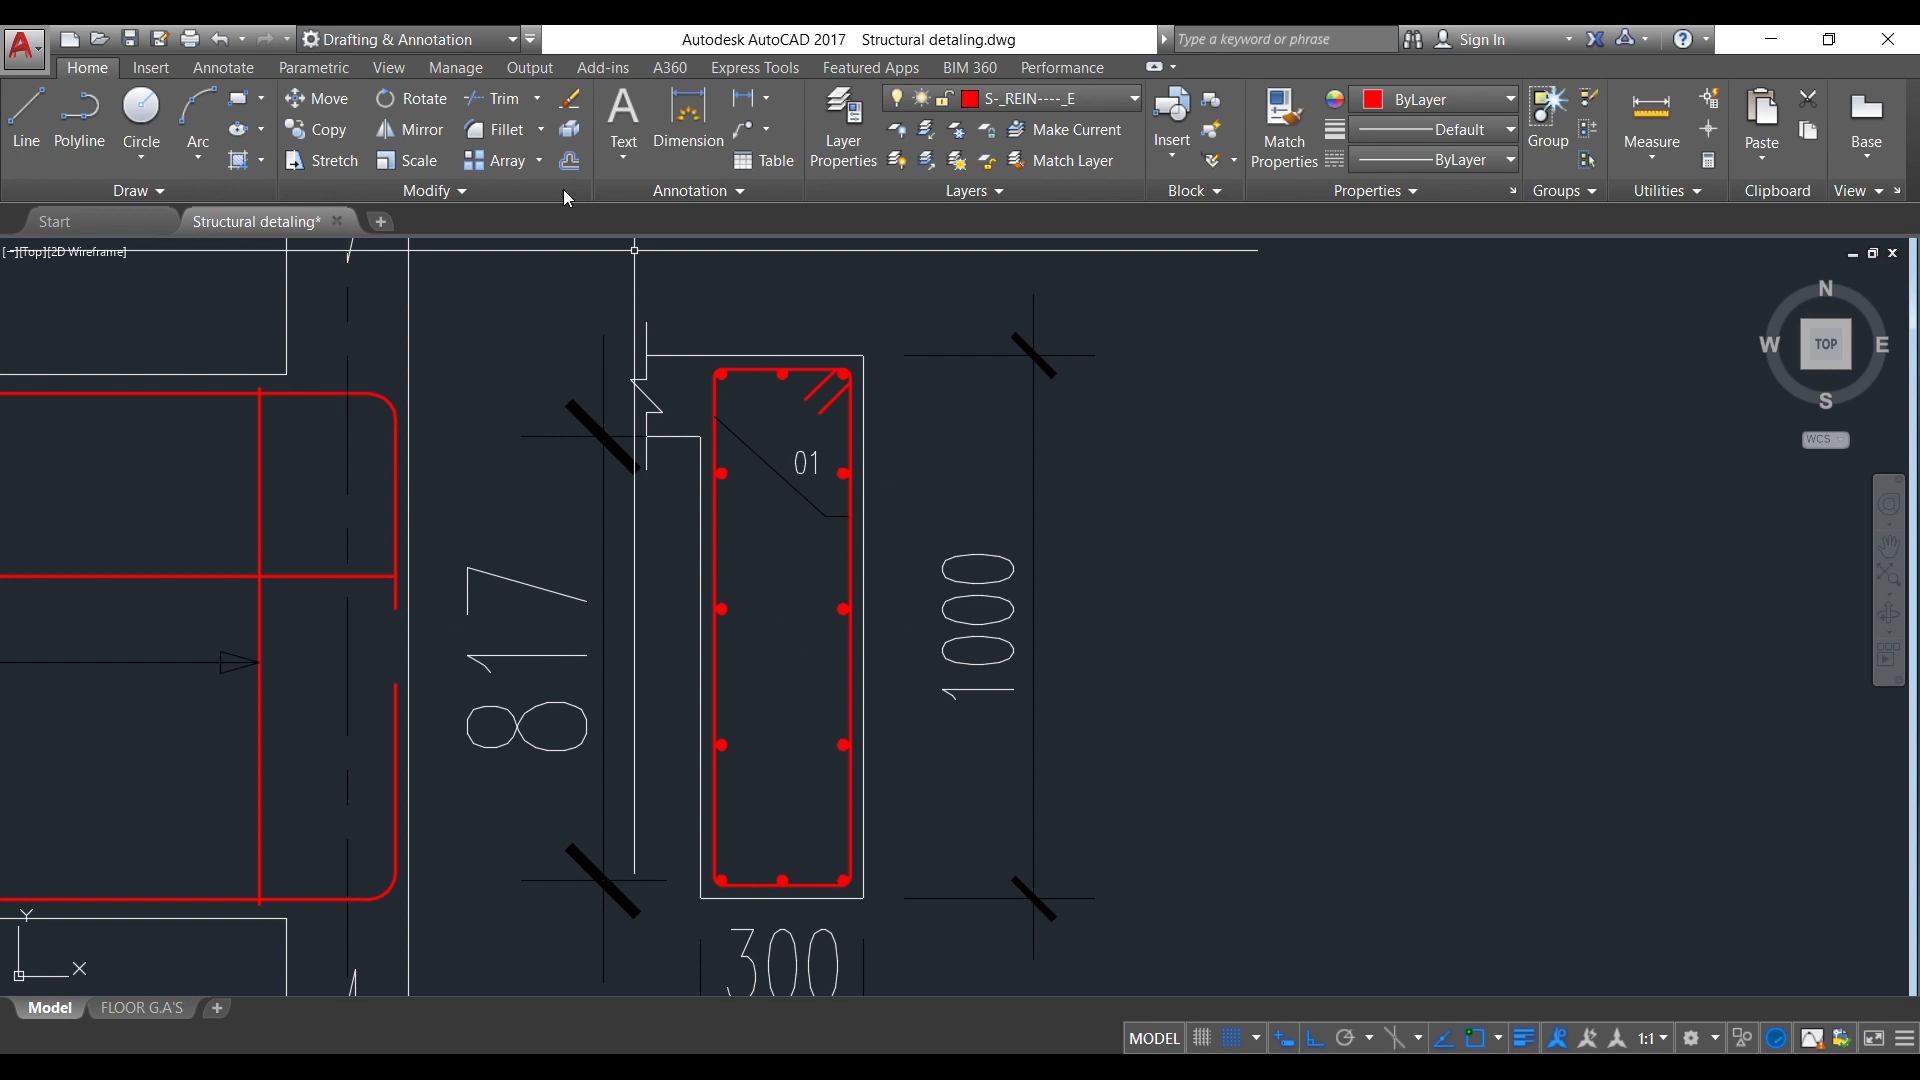 Drafting & Annotation
Autodesk AutoCAD 2017 Structural detaling.dwg
Type a keyword or phrase
Sign In
Home Insert Annotate Parametric View Manage Output Add-ins A360 Express Tools Featured Apps BIM 360 Performance
Line Polyline Circle Arc
Move Rotate Trim
Copy Mirror Fillet
Stretch Scale Array
Text Dimension Table
Layer Properties
S-_REIN----_E
Make Current
Match Layer
Insert
Match Properties
ByLayer
Default
ByLayer
Group Measure Paste Base
Draw Modify Annotation Layers Block Properties Groups Utilities Clipboard View
Start Structural detaling*
[−][Top][2D Wireframe]
N
W TOP E
S
WCS
01
817
1000
300
Y
X
Model FLOOR G.A'S
MODEL 1:1